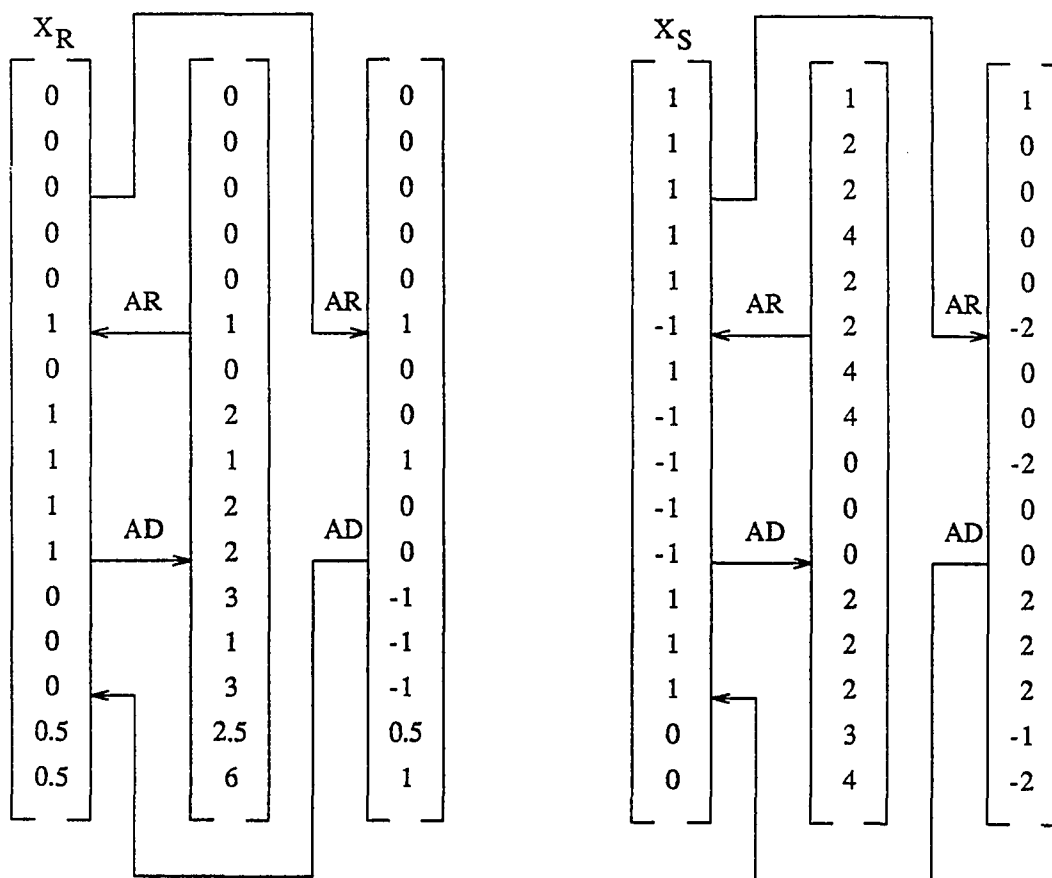 X_R X_S
0 0 0 1 1 1
0 0 0 1 2 0
0 0 0 1 2 0
0 0 0 1 4 0
0 0 0 1 2 0
AR AR AR AR
1 1 1 -1 2 -2
0 0 0 1 4 0
1 2 0 -1 4 0
1 1 1 -1 0 -2
1 2 0 -1 0 0
AD AD AD AD
1 2 0 -1 0 0
0 3 -1 1 2 2
0 1 -1 1 2 2
0 3 -1 1 2 2
0.5 2.5 0.5 0 3 -1
0.5 6 1 0 4 -2